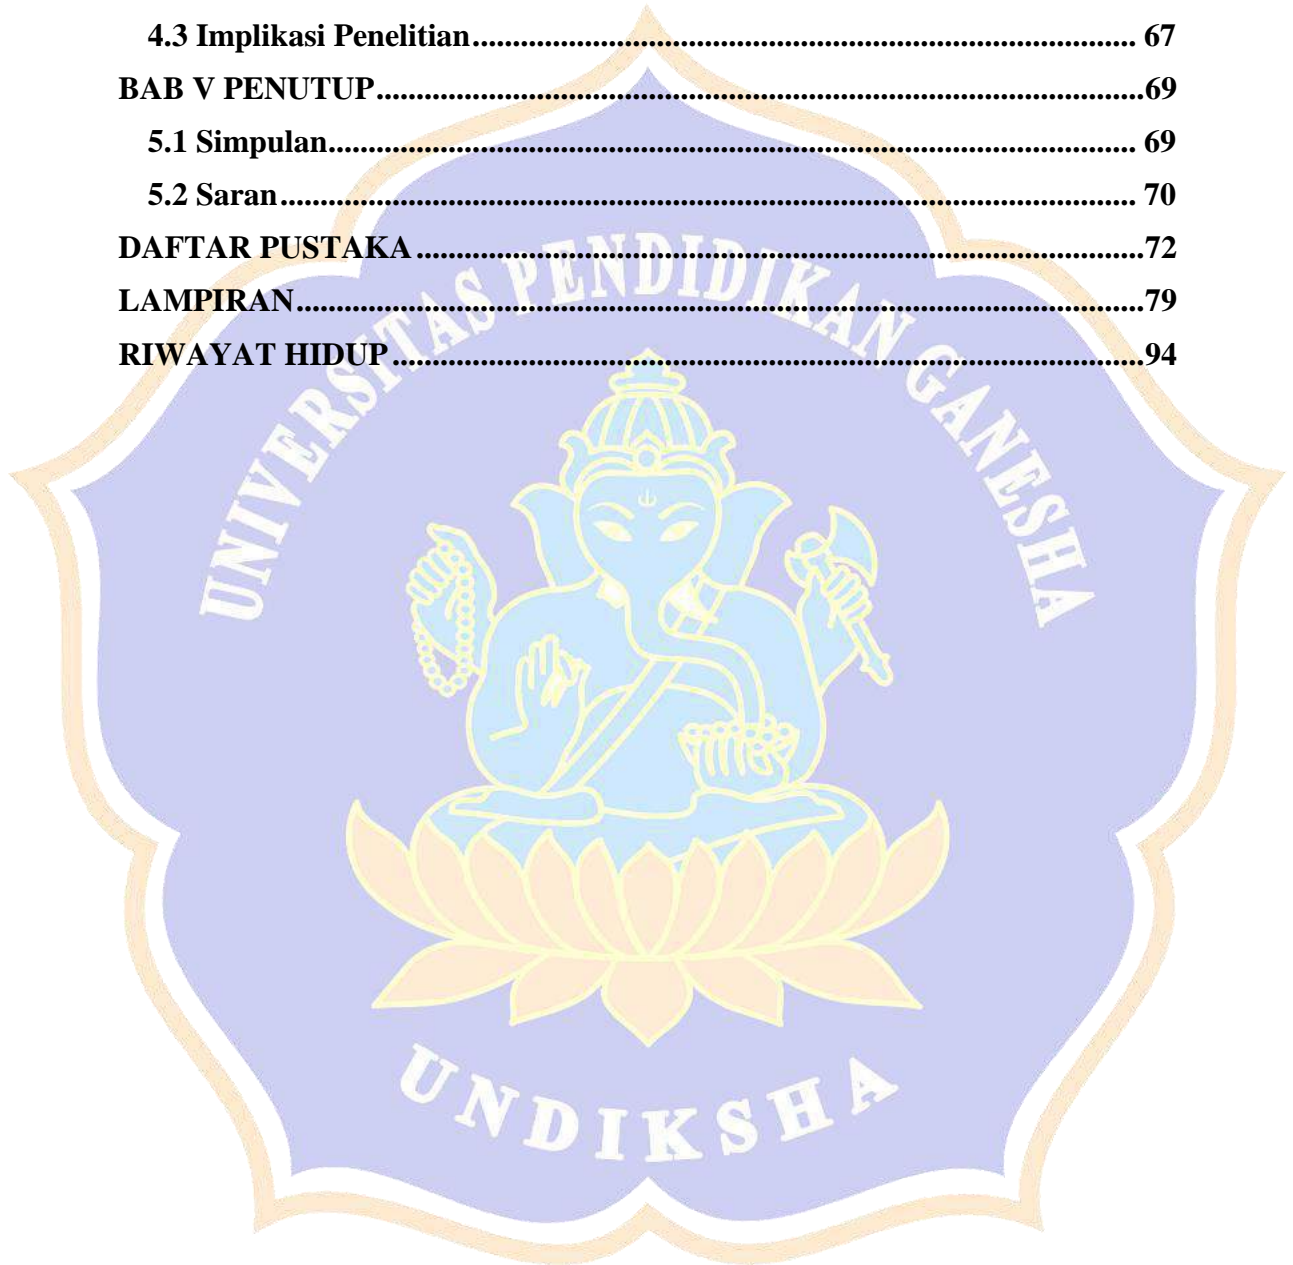 4.3 Implikasi Penelitian.................................................................................. 67
BAB V PENUTUP...............................................................................................69
5.1 Simpulan.................................................................................................... 69
5.2 Saran.......................................................................................................... 70
DAFTAR PUSTAKA..........................................................................................72
LAMPIRAN.........................................................................................................79
RIWAYAT HIDUP.............................................................................................94
UNIVERSITAS PENDIDIKAN GANESHA
UNDIKSHA